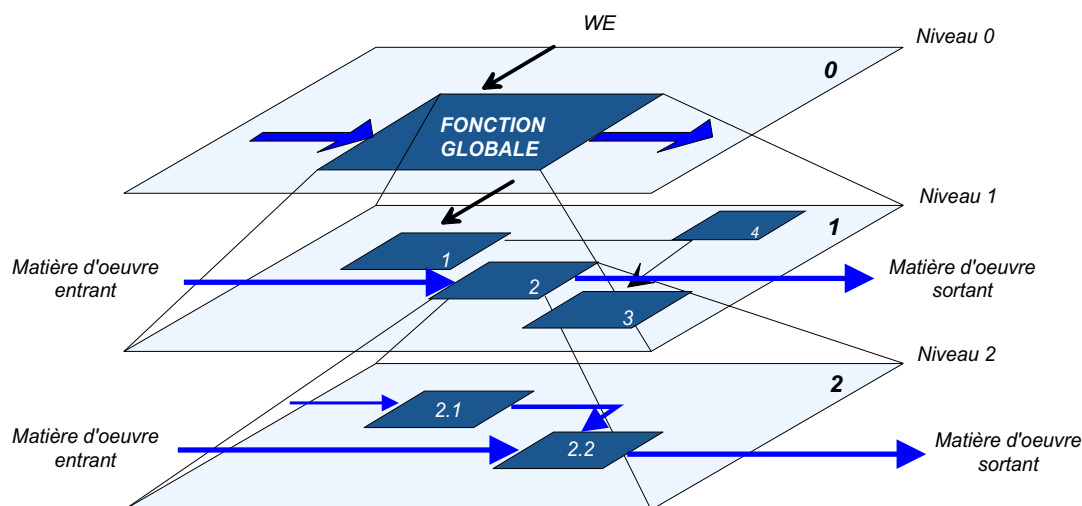 WE
Niveau 0
0
FONCTION
GLOBALE
Niveau 1
1
4
1
Matière d'oeuvre
entrant
2
Matière d'oeuvre
sortant
3
Niveau 2
2
2.1
Matière d'oeuvre
entrant
2.2
Matière d'oeuvre
sortant